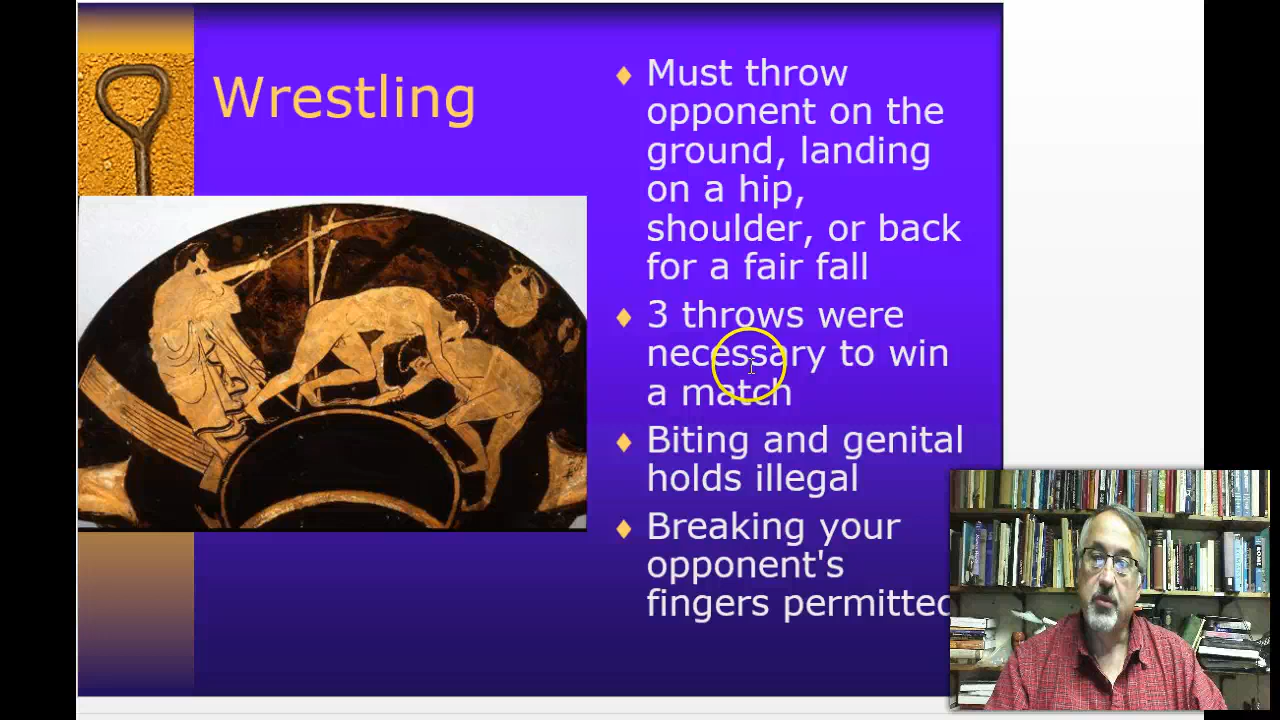 Wrestling
Must throw
opponent on the
ground, landing
on a hip,
shoulder, or back
for a fair fall
3 throws were
necessary to win
a match
Biting and genital
holds illegal
Breaking your
opponent's
fingers permitted